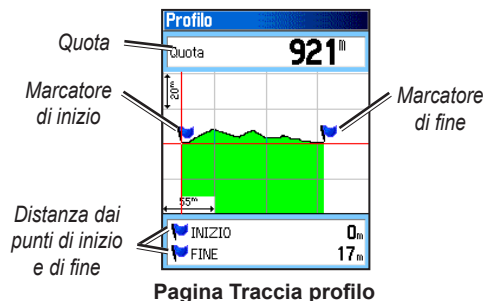 Profilo
Quota
Quota 921m
Marcatore
di inizio
Marcatore
di fine
20m
55m
Distanza dai
punti di inizio
e di fine
INIZIO 0m
FINE 17m
Pagina Traccia profilo